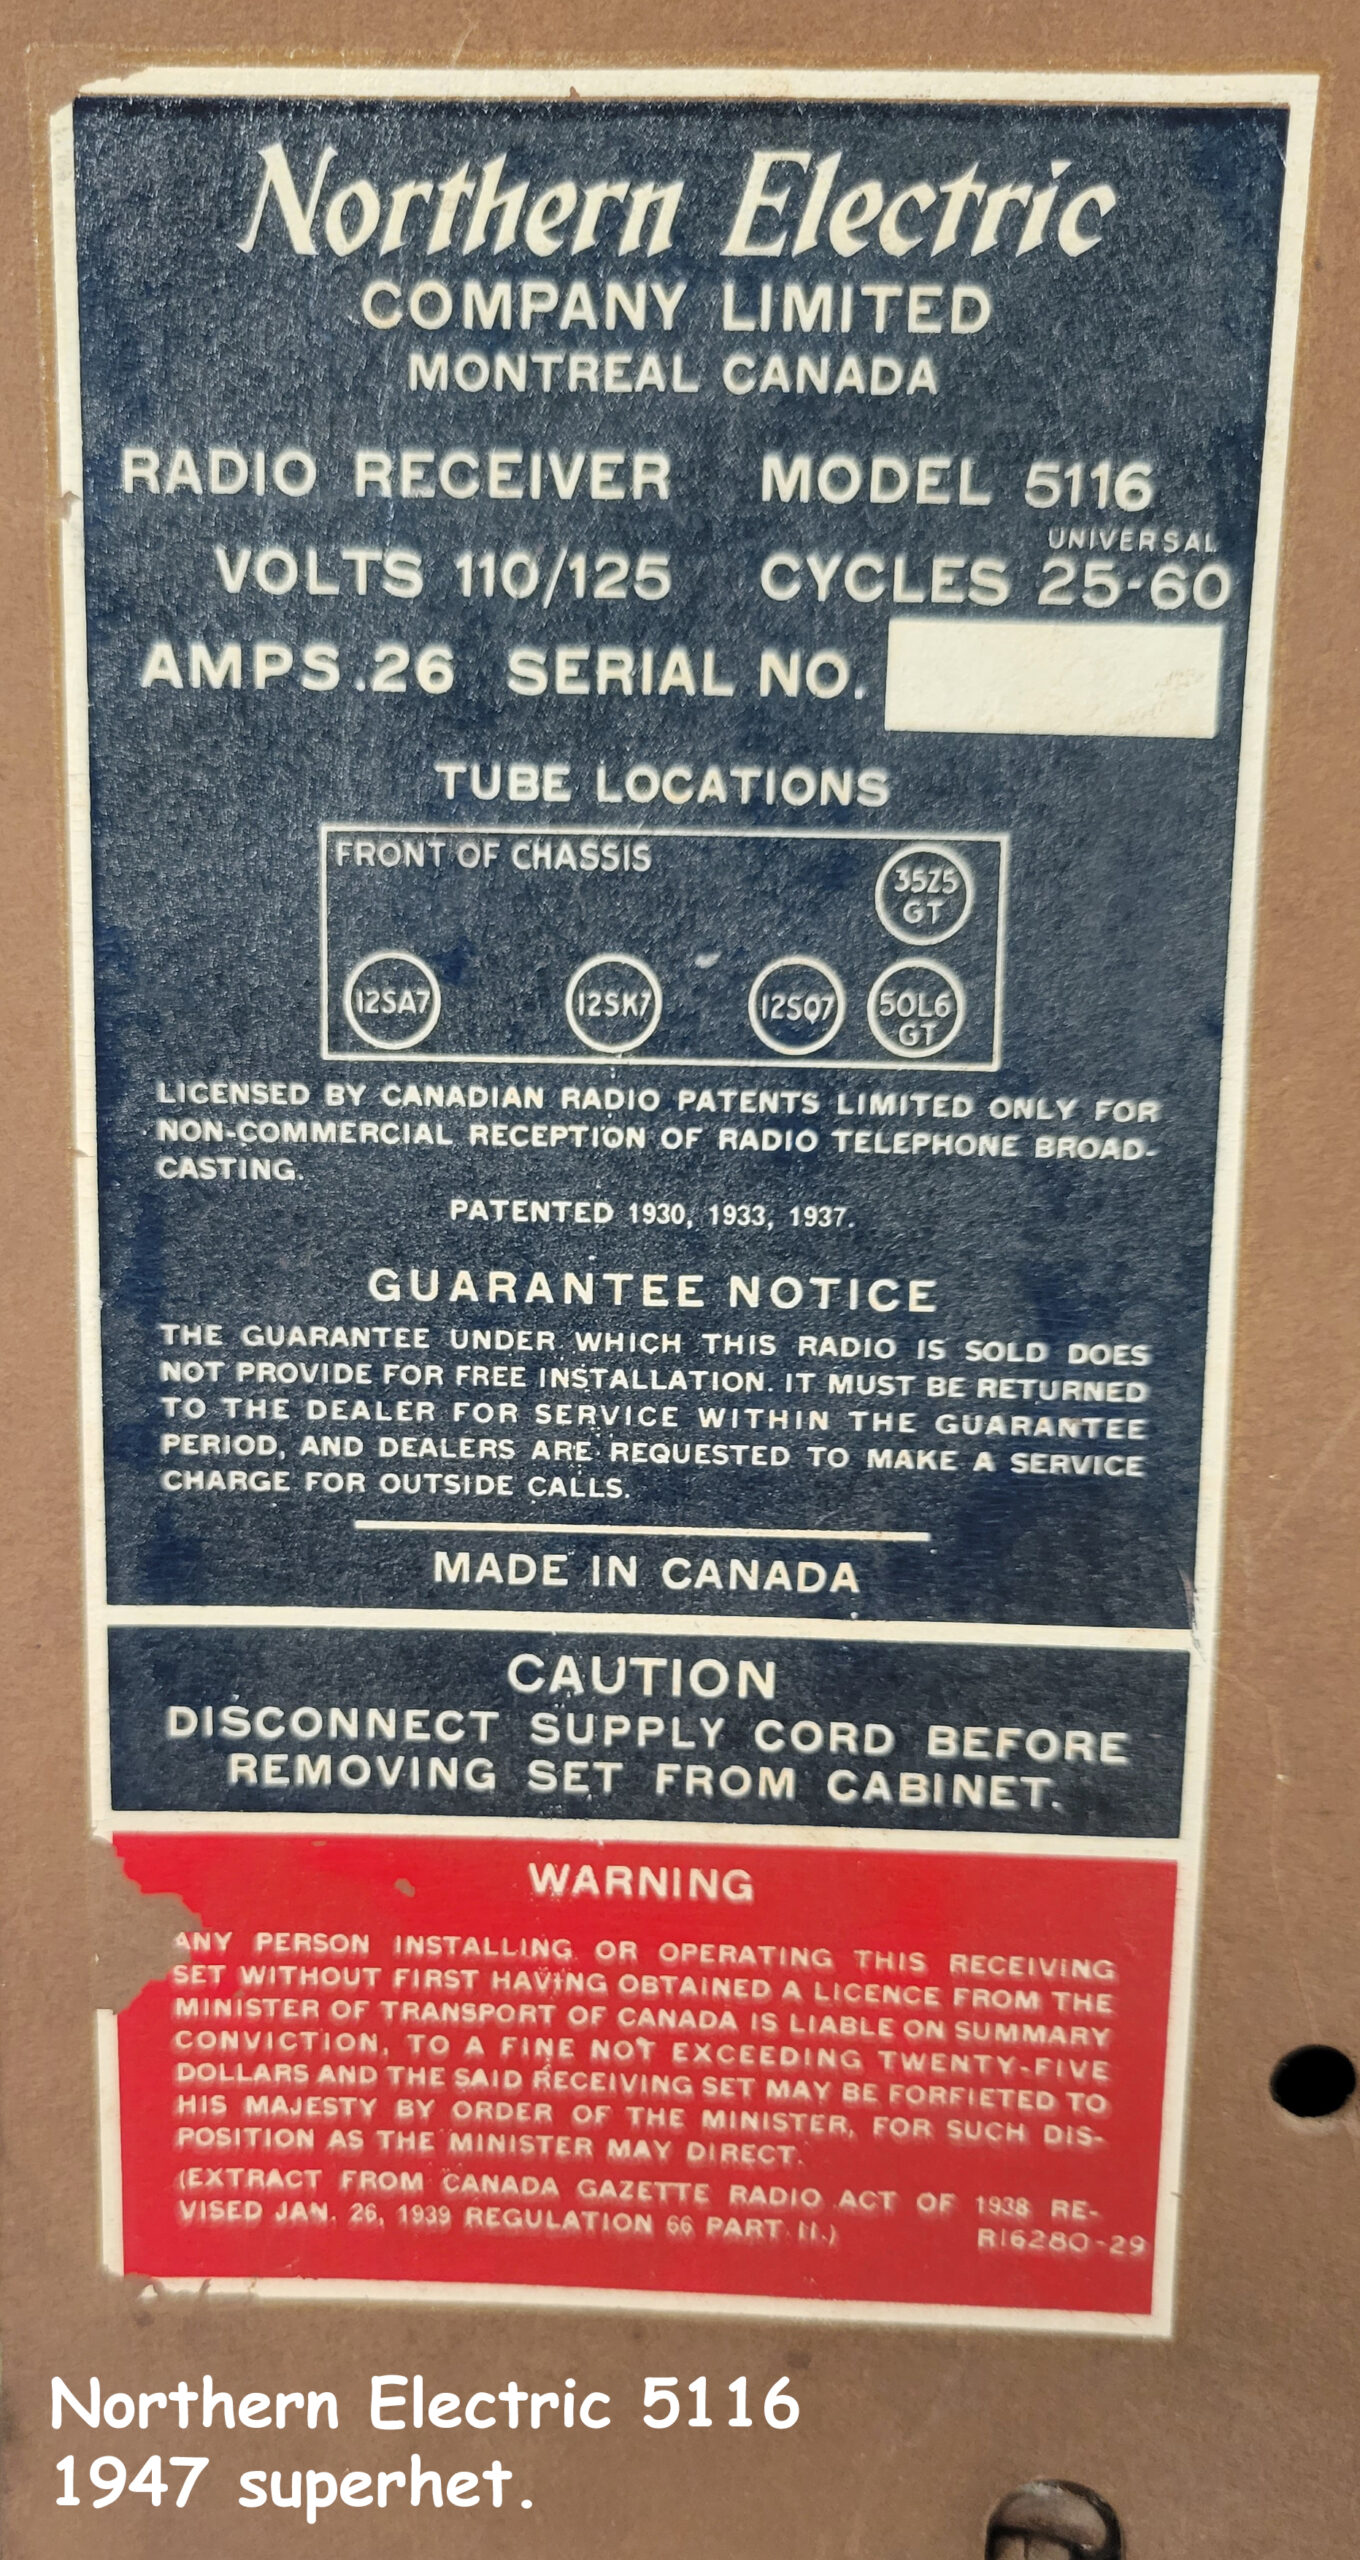 Northern Electric
COMPANY LIMITED
MONTREAL CANADA
RADIO RECEIVER MODEL 5116
UNIVERSAL
VOLTS 110/125 CYCLES 25-60
AMPS .26 SERIAL NO.
TUBE LOCATIONS
FRONT OF CHASSIS
35Z5
GT
12SA7 12SK7 12SQ7 50L6
GT
LICENSED BY CANADIAN RADIO PATENTS LIMITED ONLY FOR
NON-COMMERCIAL RECEPTION OF RADIO TELEPHONE BROAD-
CASTING.
PATENTED 1930, 1933, 1937.
GUARANTEE NOTICE
THE GUARANTEE UNDER WHICH THIS RADIO IS SOLD DOES
NOT PROVIDE FOR FREE INSTALLATION. IT MUST BE RETURNED
TO THE DEALER FOR SERVICE WITHIN THE GUARANTEE
PERIOD, AND DEALERS ARE REQUESTED TO MAKE A SERVICE
CHARGE FOR OUTSIDE CALLS.
MADE IN CANADA
CAUTION
DISCONNECT SUPPLY CORD BEFORE
REMOVING SET FROM CABINET.
WARNING
ANY PERSON INSTALLING OR OPERATING THIS RECEIVING
SET WITHOUT FIRST HAVING OBTAINED A LICENCE FROM THE
MINISTER OF TRANSPORT OF CANADA IS LIABLE ON SUMMARY
CONVICTION, TO A FINE NOT EXCEEDING TWENTY-FIVE
DOLLARS AND THE SAID RECEIVING SET MAY BE FORFIETED TO
HIS MAJESTY BY ORDER OF THE MINISTER, FOR SUCH DIS-
POSITION AS THE MINISTER MAY DIRECT.
(EXTRACT FROM CANADA GAZETTE RADIO ACT OF 1938 RE-
VISED JAN. 26, 1939 REGULATION 66 PART II.)
R16280-29
Northern Electric 5116
1947 superhet.